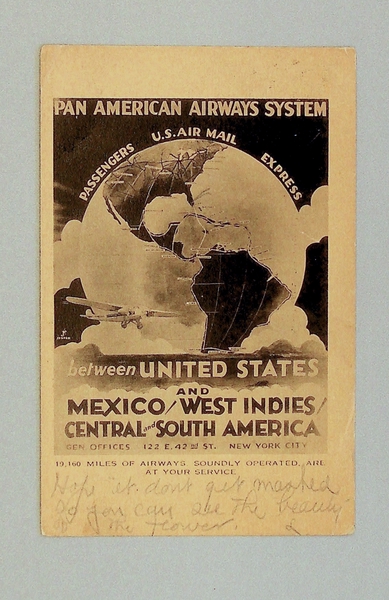 PAN AMERICAN AIRWAYS SYSTEM
PASSENGERS U.S. AIR MAIL EXPRESS
between UNITED STATES
AND
MEXICO/WEST INDIES/
CENTRAL and SOUTH AMERICA
GEN. OFFICES 122 E. 42nd ST. NEW YORK CITY
19,160 MILES OF AIRWAYS, SOUNDLY OPERATED, ARE
AT YOUR SERVICE.
Hope it dont get mashed
So you can see the beauty
the flower.